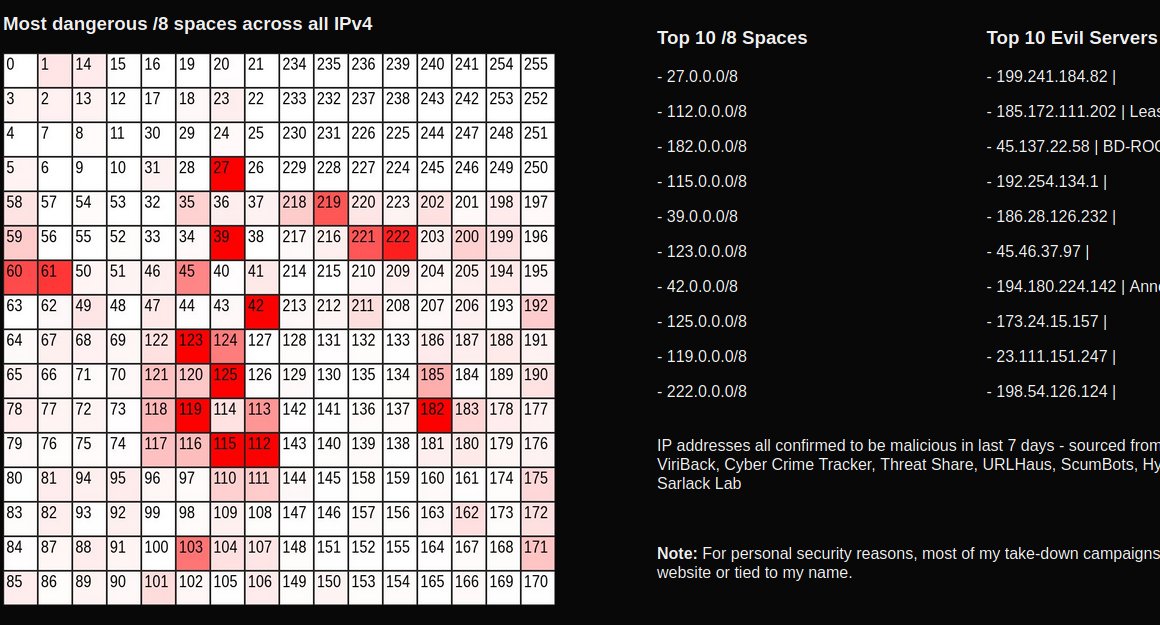 Most dangerous /8 spaces across all IPv4
0 1 14 15 16 19 20 21 234 235 236 239 240 241 254 255
3 2 13 12 17 18 23 22 233 232 237 238 243 242 253 252
4 7 8 11 30 29 24 25 230 231 226 225 244 247 248 251
5 6 9 10 31 28 27 26 229 228 227 224 245 246 249 250
58 57 54 53 32 35 36 37 218 219 220 223 202 201 198 197
59 56 55 52 33 34 39 38 217 216 221 222 203 200 199 196
60 61 50 51 46 45 40 41 214 215 210 209 204 205 194 195
63 62 49 48 47 44 43 42 213 212 211 208 207 206 193 192
64 67 68 69 122 123 124 127 128 131 132 133 186 187 188 191
65 66 71 70 121 120 125 126 129 130 135 134 185 184 189 190
78 77 72 73 118 119 114 113 142 141 136 137 182 183 178 177
79 76 75 74 117 116 115 112 143 140 139 138 181 180 179 176
80 81 94 95 96 97 110 111 144 145 158 159 160 161 174 175
83 82 93 92 99 98 109 108 147 146 157 156 163 162 173 172
84 87 88 91 100 103 104 107 148 151 152 155 164 167 168 171
85 86 89 90 101 102 105 106 149 150 153 154 165 166 169 170
Top 10 /8 Spaces
- 27.0.0.0/8
- 112.0.0.0/8
- 182.0.0.0/8
- 115.0.0.0/8
- 39.0.0.0/8
- 123.0.0.0/8
- 42.0.0.0/8
- 125.0.0.0/8
- 119.0.0.0/8
- 222.0.0.0/8
Top 10 Evil Servers
- 199.241.184.82 |
- 185.172.111.202 | Leas
- 45.137.22.58 | BD-ROO
- 192.254.134.1 |
- 186.28.126.232 |
- 45.46.37.97 |
- 194.180.224.142 | Anne
- 173.24.15.157 |
- 23.111.151.247 |
- 198.54.126.124 |
IP addresses all confirmed to be malicious in last 7 days - sourced from
ViriBack, Cyber Crime Tracker, Threat Share, URLHaus, ScumBots, Hy
Sarlack Lab
Note: For personal security reasons, most of my take-down campaigns
website or tied to my name.